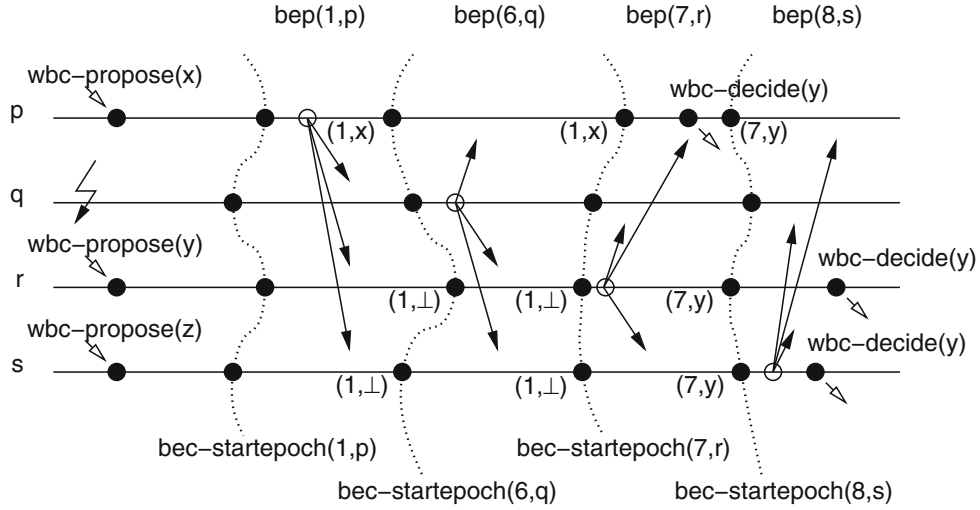 bep(1,p) bep(6,q) bep(7,r) bep(8,s)
wbc−propose(x) wbc−decide(y)
p (1,x) (1,x) (7,y)
q
wbc−propose(y) wbc−decide(y)
r (1,⊥) (1,⊥) (7,y)
wbc−propose(z) wbc−decide(y)
s (1,⊥) (1,⊥) (7,y)
bec−startepoch(1,p) bec−startepoch(7,r)
bec−startepoch(6,q) bec−startepoch(8,s)